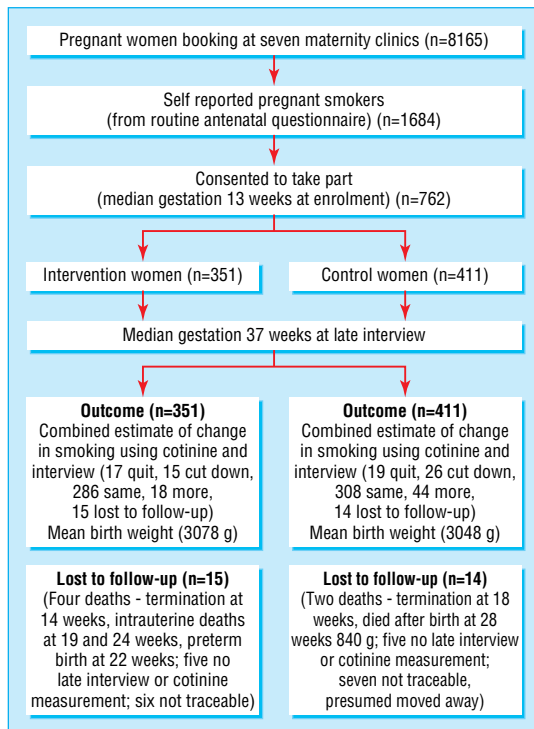 Pregnant women booking at seven maternity clinics (n=8165)
Self reported pregnant smokers
(from routine antenatal questionnaire) (n=1684)
Consented to take part
(median gestation 13 weeks at enrolment) (n=762)
Intervention women (n=351)
Control women (n=411)
Median gestation 37 weeks at late interview
Outcome (n=351)
Combined estimate of change
in smoking using cotinine and
interview (17 quit, 15 cut down,
286 same, 18 more,
15 lost to follow-up)
Mean birth weight (3078 g)
Outcome (n=411)
Combined estimate of change
in smoking using cotinine and
interview (19 quit, 26 cut down,
308 same, 44 more,
14 lost to follow-up)
Mean birth weight (3048 g)
Lost to follow-up (n=15)
(Four deaths - termination at
14 weeks, intrauterine deaths
at 19 and 24 weeks, preterm
birth at 22 weeks; five no
late interview or cotinine
measurement; six not traceable)
Lost to follow-up (n=14)
(Two deaths - termination at 18
weeks, died after birth at 28
weeks 840 g; five no late interview
or cotinine measurement;
seven not traceable,
presumed moved away)